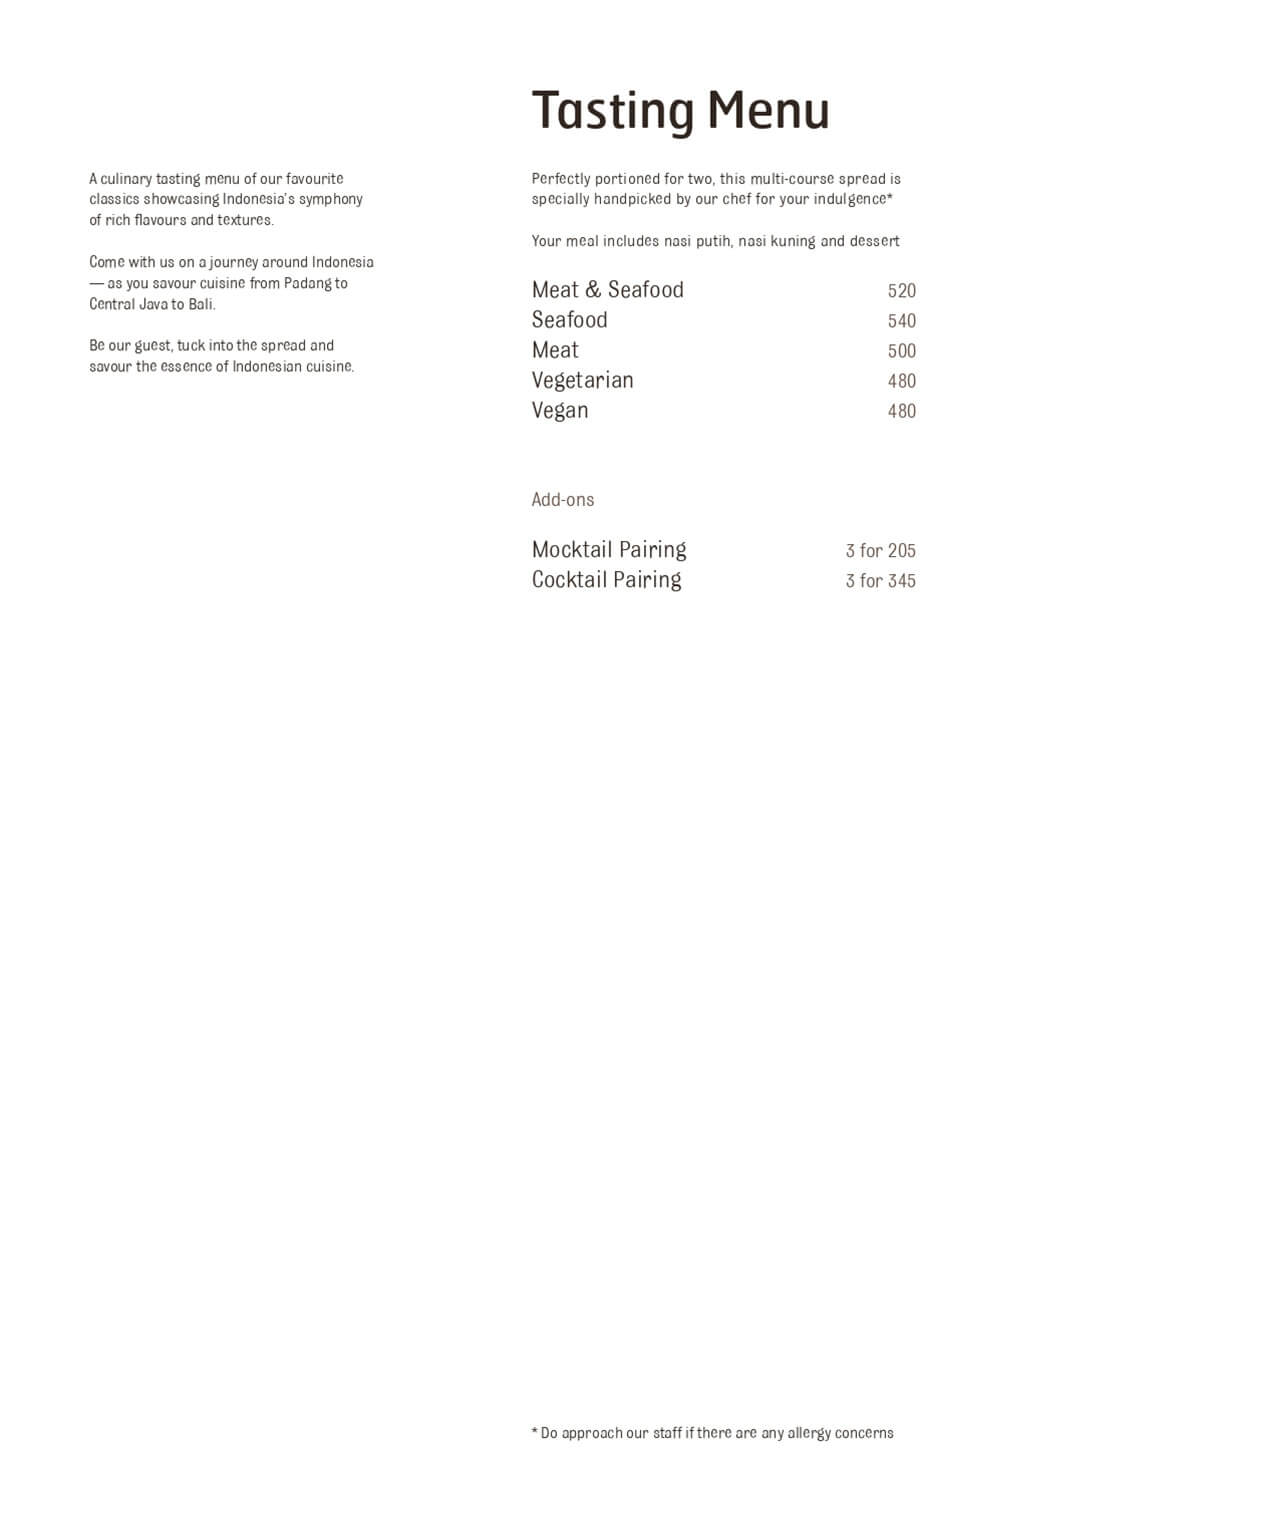 Tasting Menu
A culinary tasting menu of our favourite
classics showcasing Indonesia's symphony
of rich flavours and textures.
Come with us on a journey around Indonesia
— as you savour cuisine from Padang to
Central Java to Bali.
Be our guest, tuck into the spread and
savour the essence of Indonesian cuisine.
Perfectly portioned for two, this multi-course spread is
specially handpicked by our chef for your indulgence*
Your meal includes nasi putih, nasi kuning and dessert
Meat & Seafood 520
Seafood 540
Meat 500
Vegetarian 480
Vegan 480
Add-ons
Mocktail Pairing 3 for 205
Cocktail Pairing 3 for 345
* Do approach our staff if there are any allergy concerns